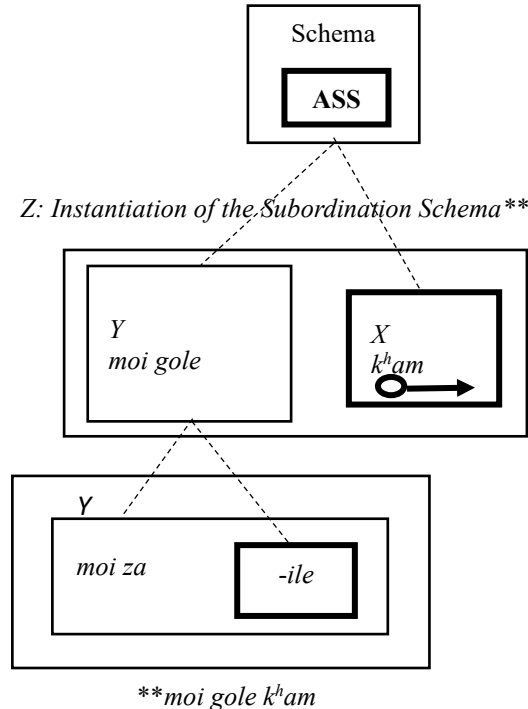 Schema
ASS
Z: Instantiation of the Subordination Schema**
Y
moi gole
X
kʰam
Y
moi za
-ile
**moi gole kʰam